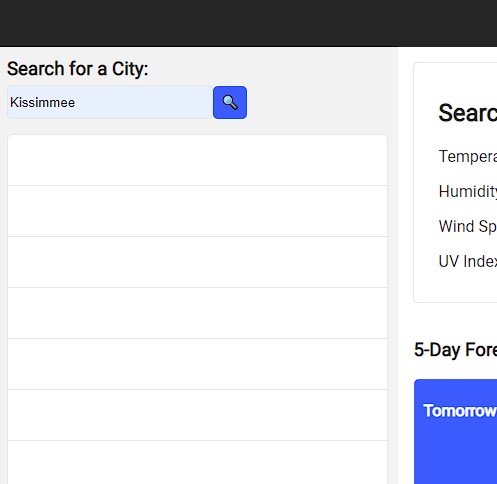 Search for a City:
Kissimmee
Searc
Tempera
Humidity
Wind Sp
UV Index
5-Day Fore
Tomorrow